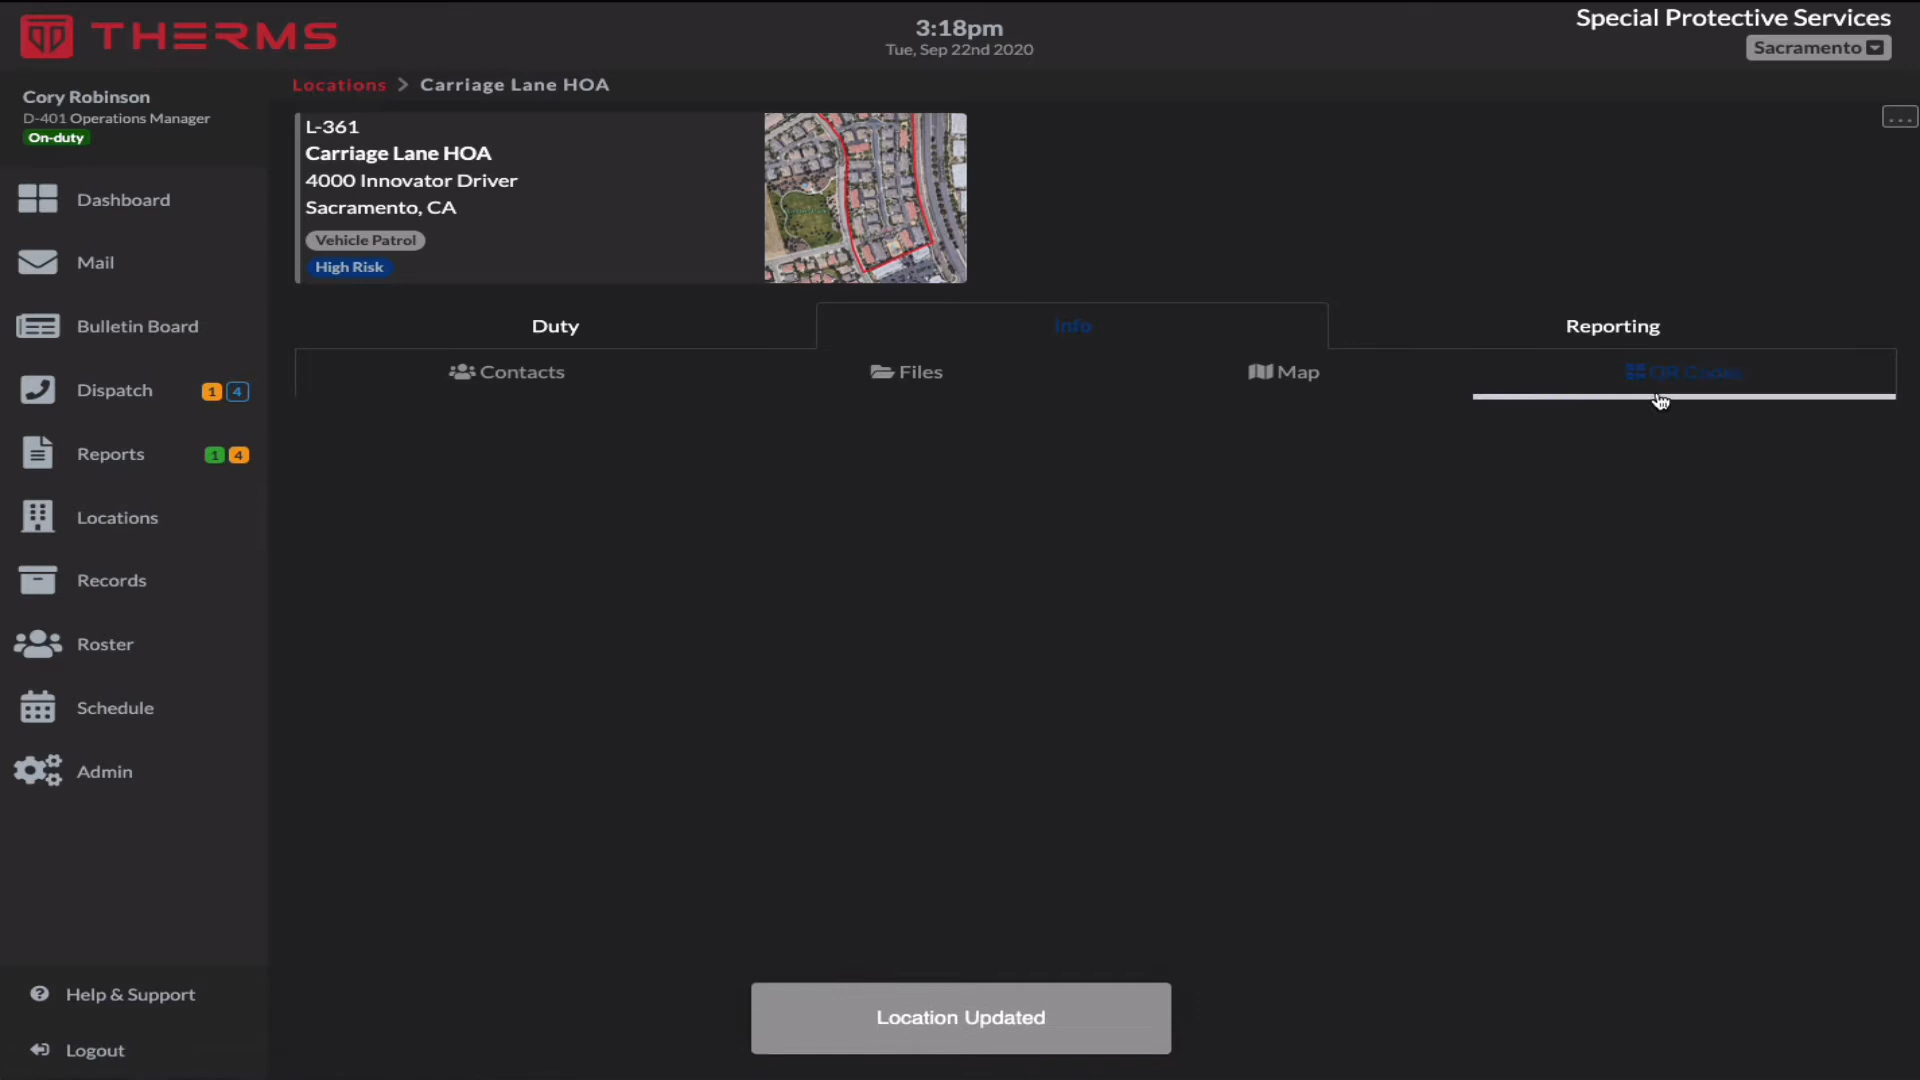 THERMS
3:18pm
Tue, Sep 22nd 2020
Special Protective Services
Sacramento
Cory Robinson
D-401 Operations Manager
On-duty
Locations > Carriage Lane HOA
...
L-361
Carriage Lane HOA
4000 Innovator Driver
Sacramento, CA
Vehicle Patrol
High Risk
Duty
Info
Reporting
Contacts
Files
Map
QR Codes
Dashboard
Mail
Bulletin Board
Dispatch 1 4
Reports 1 4
Locations
Records
Roster
Schedule
Admin
Help & Support
Logout
Location Updated